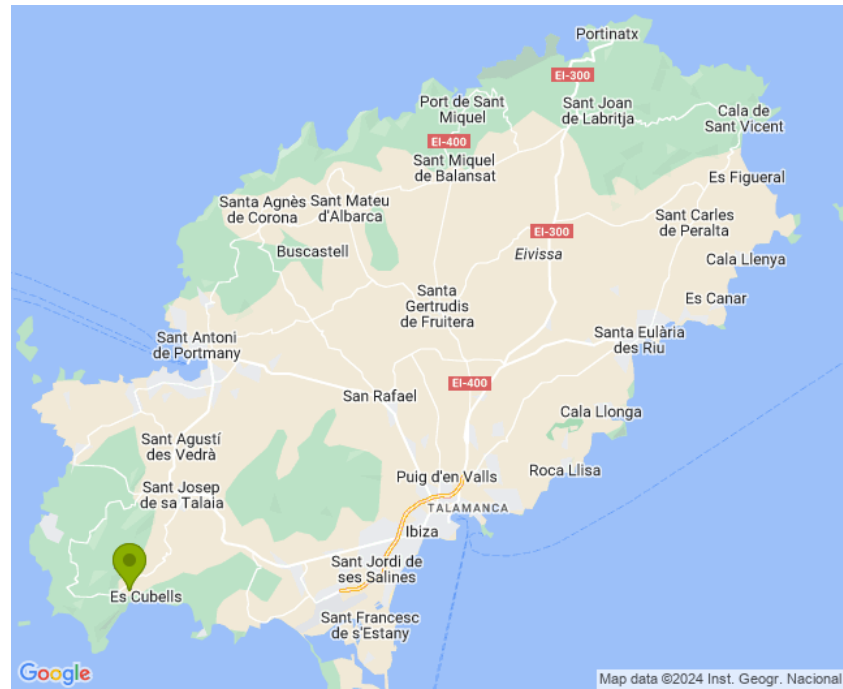 Portinatx
EI-300
Port de Sant
Miquel
Sant Joan
de Labritja
Cala de
Sant Vicent
EI-400
Sant Miquel
de Balansat
Es Figueral
Santa Agnès
de Corona
Sant Mateu
d'Albarca
Sant Carles
de Peralta
EI-300
Buscastell
Eivissa
Cala Llenya
Santa
Gertrudis
de Fruitera
Es Canar
Sant Antoni
de Portmany
Santa Eulària
des Riu
EI-400
San Rafael
Cala Llonga
Sant Agustí
des Vedrà
Roca Llisa
Puig d'en Valls
Sant Josep
de sa Talaia
TALAMANCA
Ibiza
Sant Jordi de
ses Salines
Es Cubells
Sant Francesc
de s'Estany
Google
Map data ©2024 Inst. Geogr. Nacional